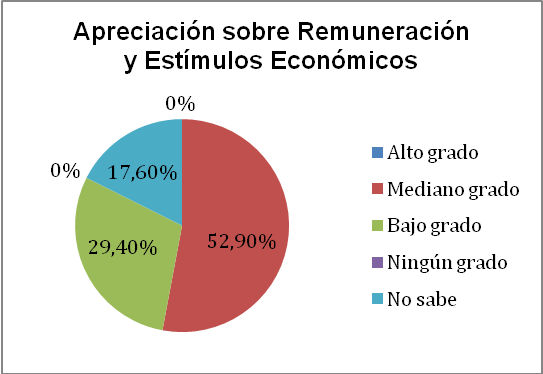 Apreciación sobre Remuneración
y Estímulos Económicos
0%
0%
17,60%
29,40%
52,90%
Alto grado
Mediano grado
Bajo grado
Ningún grado
No sabe